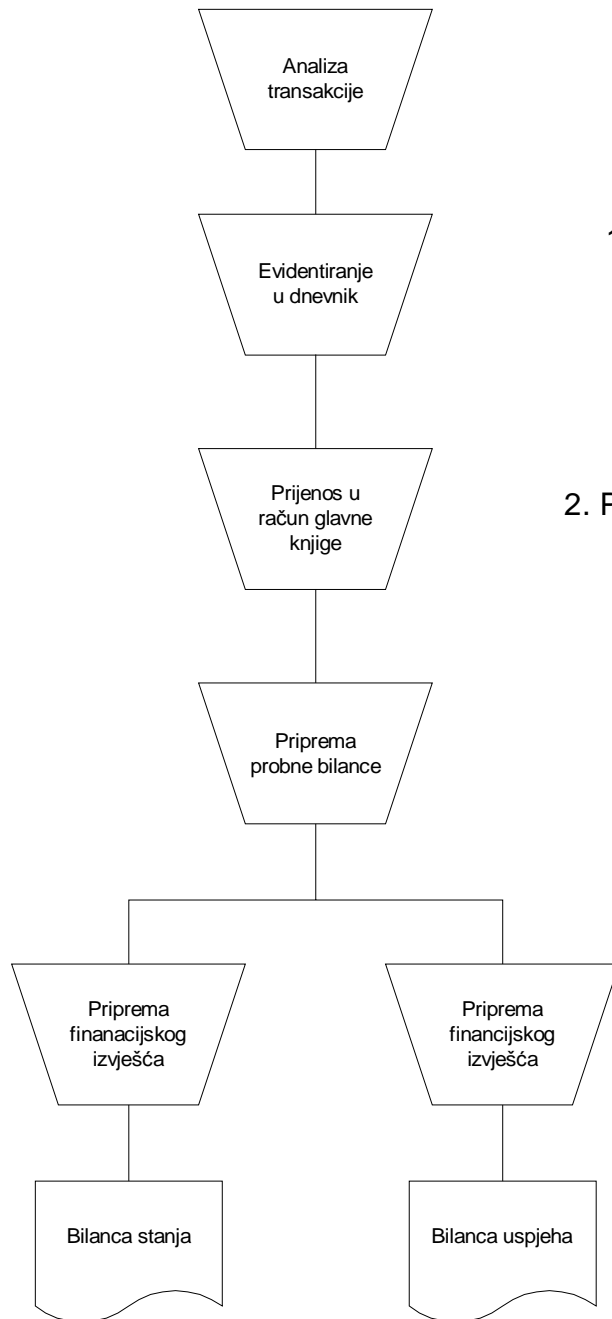 Analiza
transakcije
Evidentiranje
u dnevnik
Prijenos u
račun glavne
knjige
2. P
Priprema
probne bilance
Priprema
finanacijskog
izvješća
Priprema
financijskog
izvješća
Bilanca stanja
Bilanca uspjeha